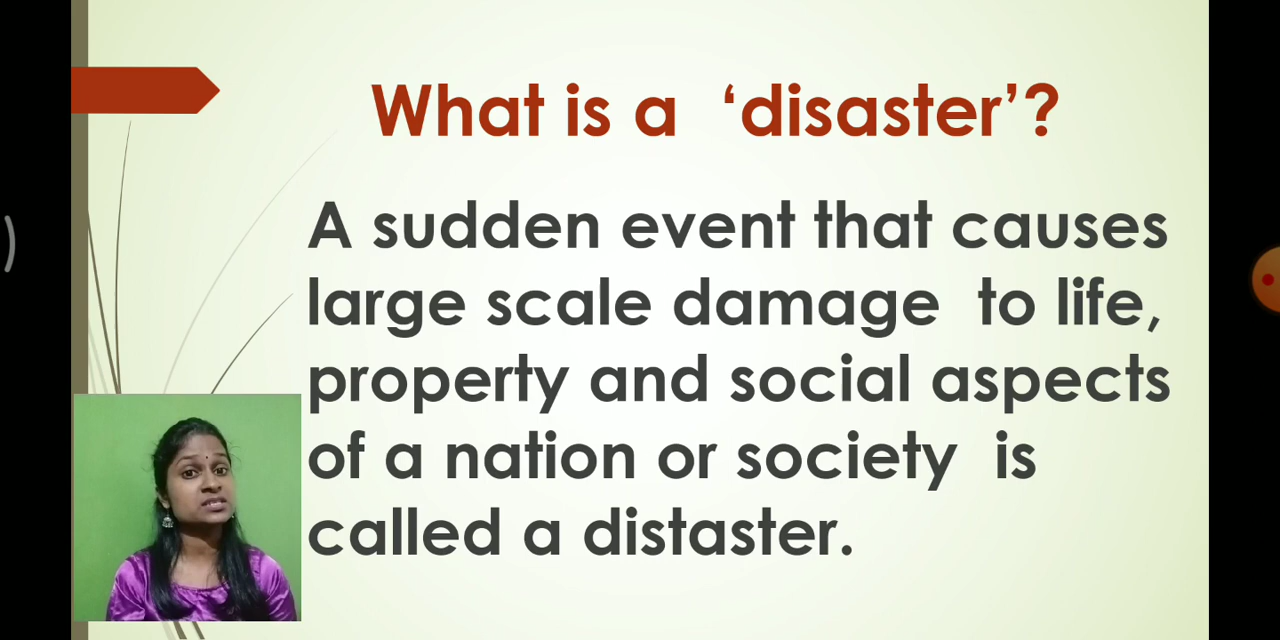 What is a ‘disaster’?
A sudden event that causes
large scale damage to life,
property and social aspects
of a nation or society is
called a distaster.